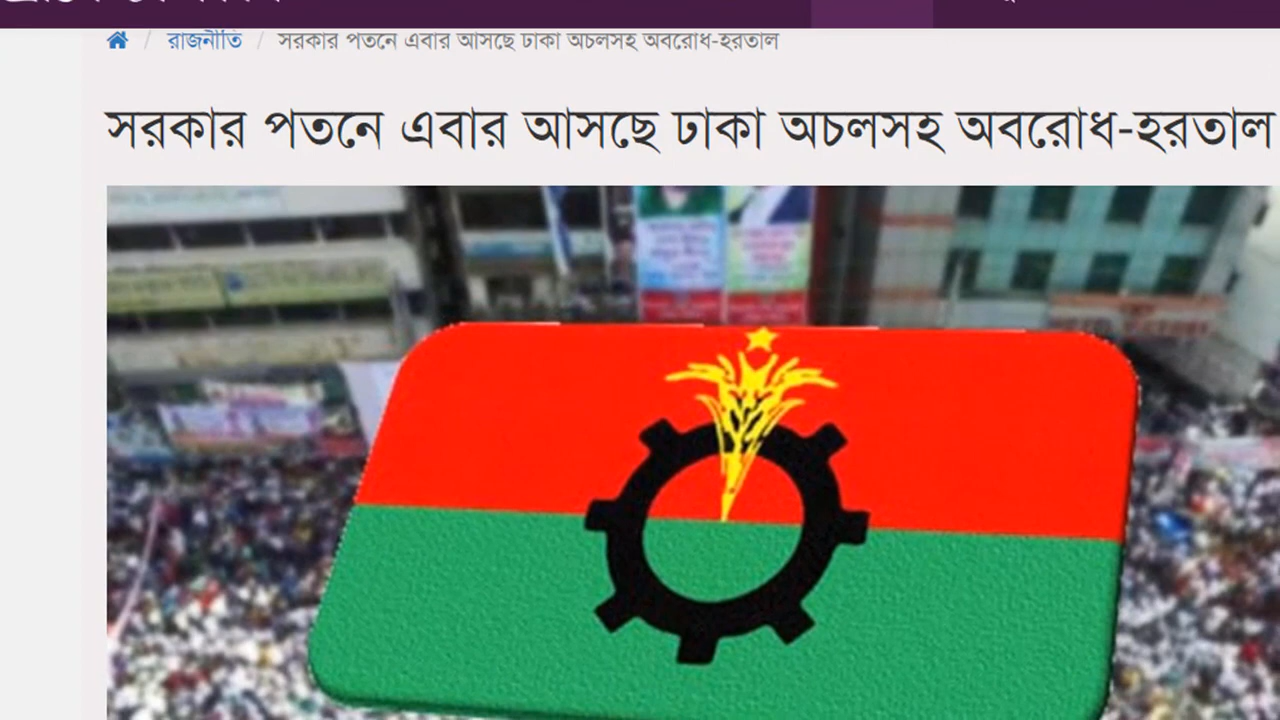 রাজনীতি / সরকার পতনে এবার আসছে ঢাকা অচলসহ অবরোধ-হরতাল
সরকার পতনে এবার আসছে ঢাকা অচলসহ অবরোধ-হরতাল